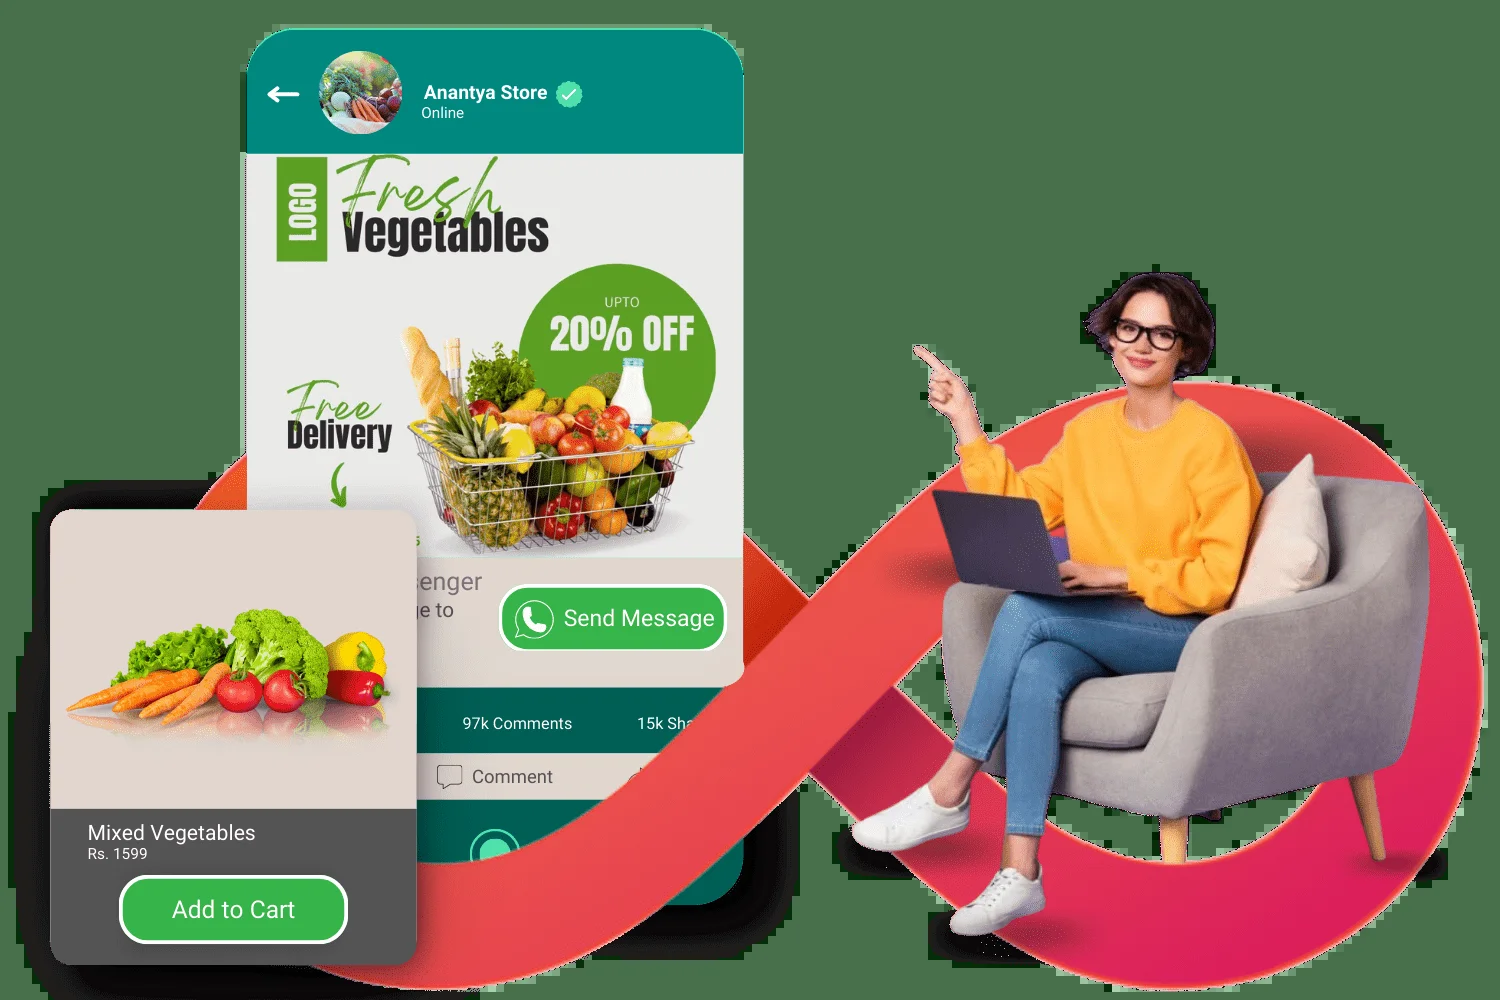 Anantya Store
Online
LOGO
Fresh
Vegetables
UPTO
20% OFF
Free
Delivery
to
Send Message
97k Comments
15k
Comment
Mixed Vegetables
Rs. 1599
Add to Cart